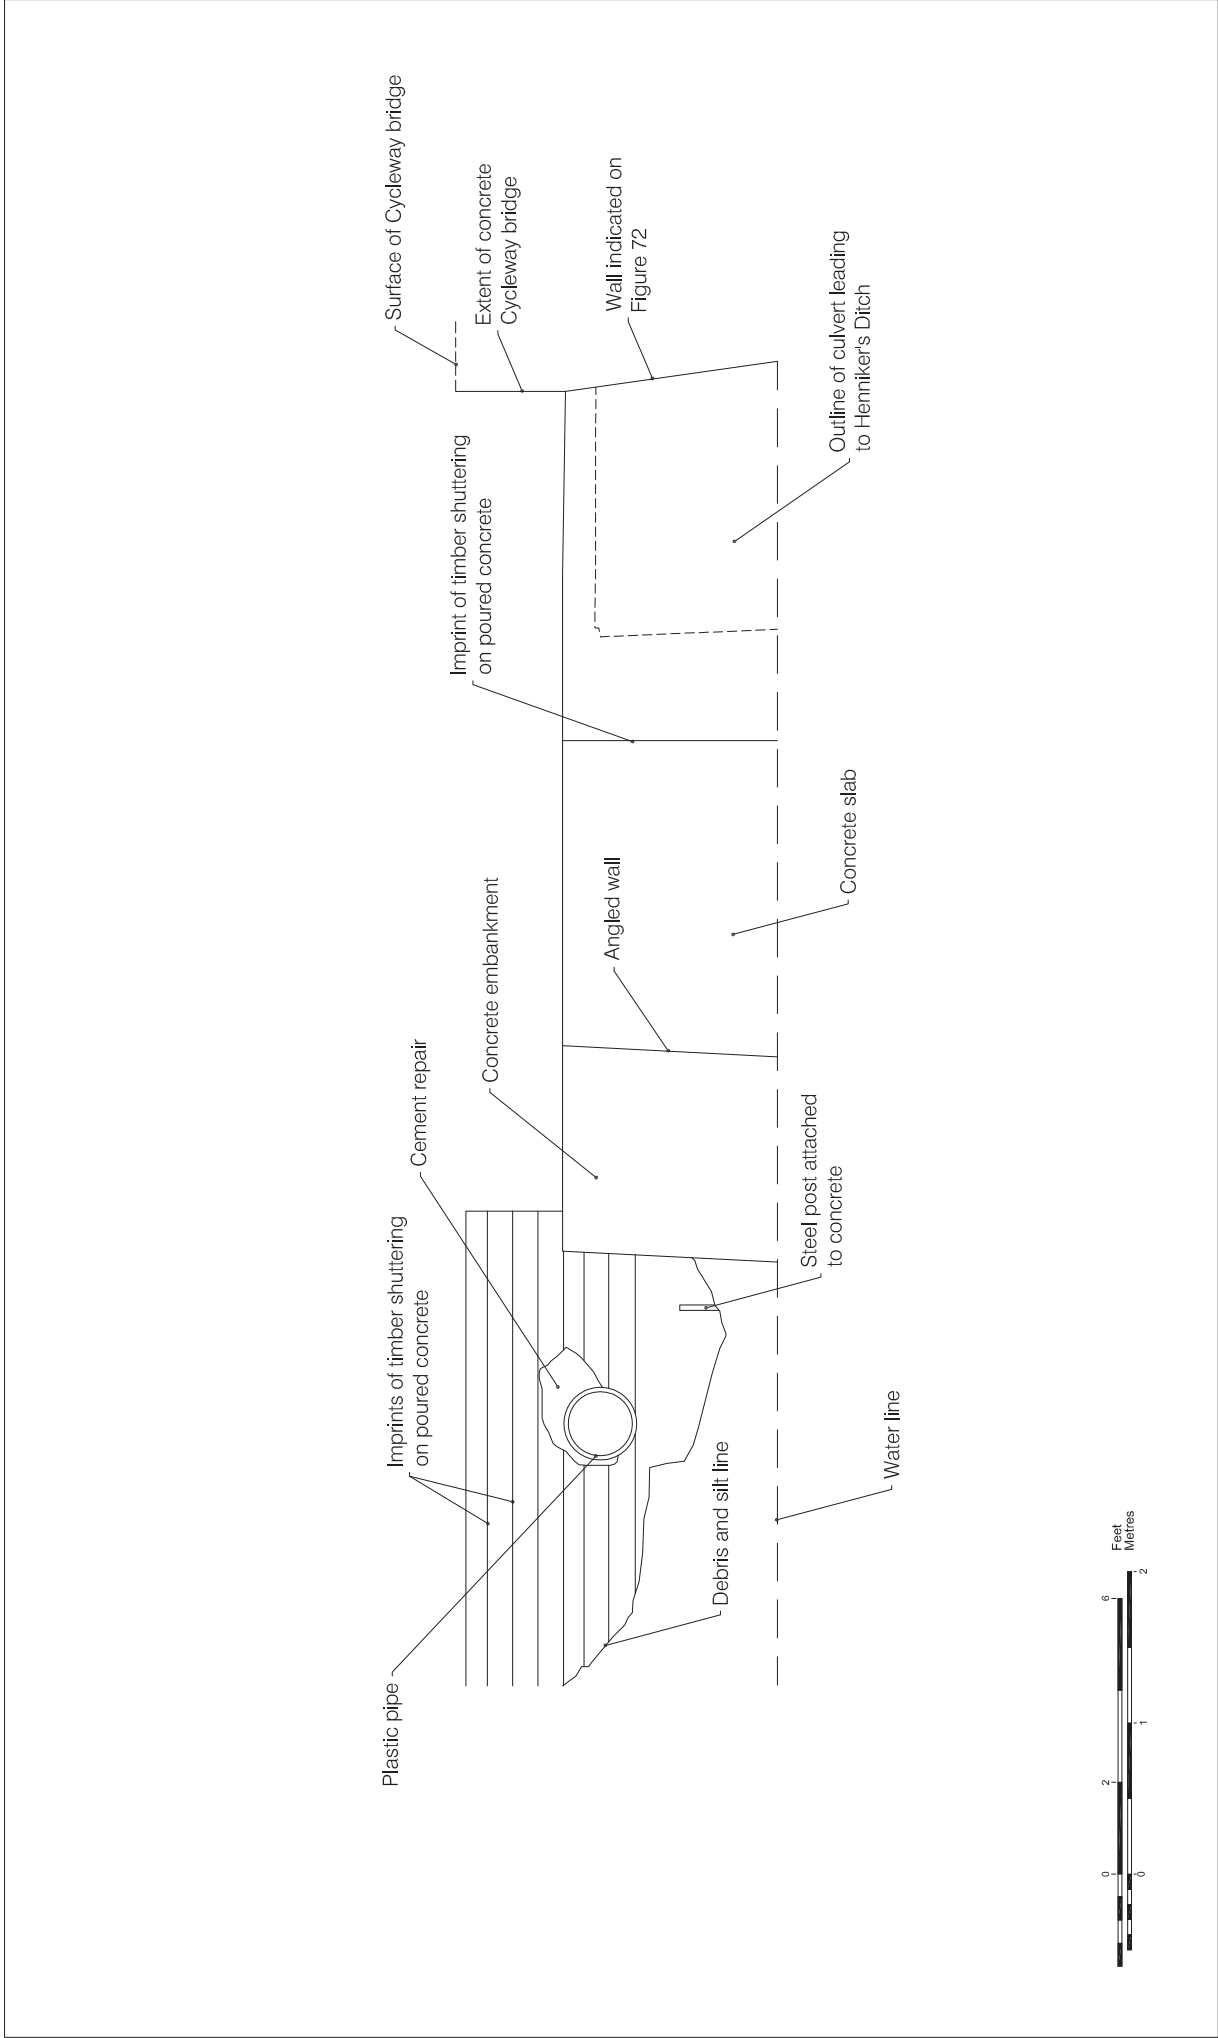 Surface of Cycleway bridge
Extent of concrete
Cycleway bridge
Wall indicated on
Figure 72
Outline of culvert leading
to Henniker's Ditch
Imprint of timber shuttering
on poured concrete
Concrete slab
Angled wall
Concrete embankment
Cement repair
Steel post attached
to concrete
Imprints of timber shuttering
on poured concrete
Water line
Debris and silt line
Plastic pipe
0 2 6 Feet
0 1 2 Metres